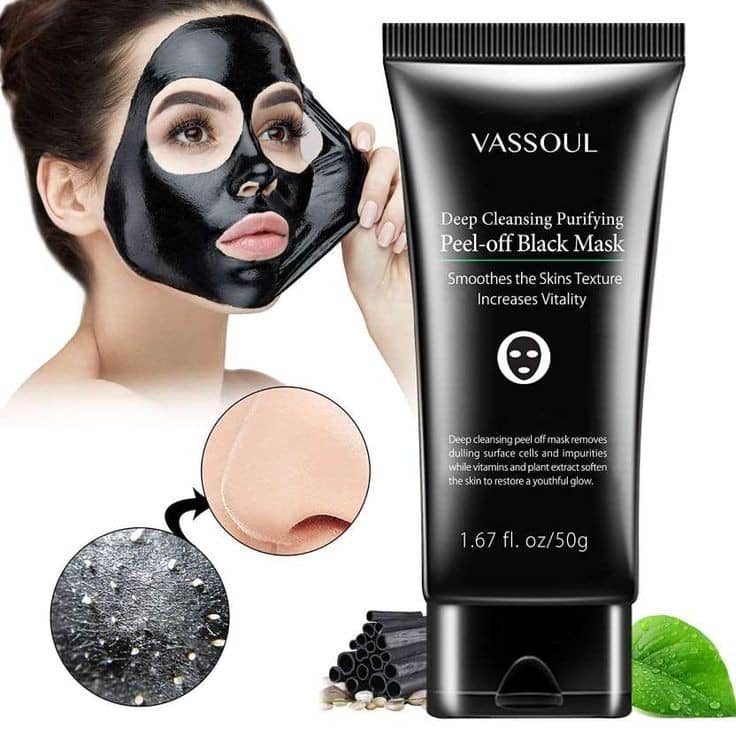 VASSOUL
Deep Cleansing Purifying
Peel-off Black Mask
Smoothes the Skins Texture
Increases Vitality
Deep cleansing peel off mask removes
dulling surface cells and impurities
while vitamins and plant extract soften
the skin to restore a youthful glow.
1.67 fl. oz/50g